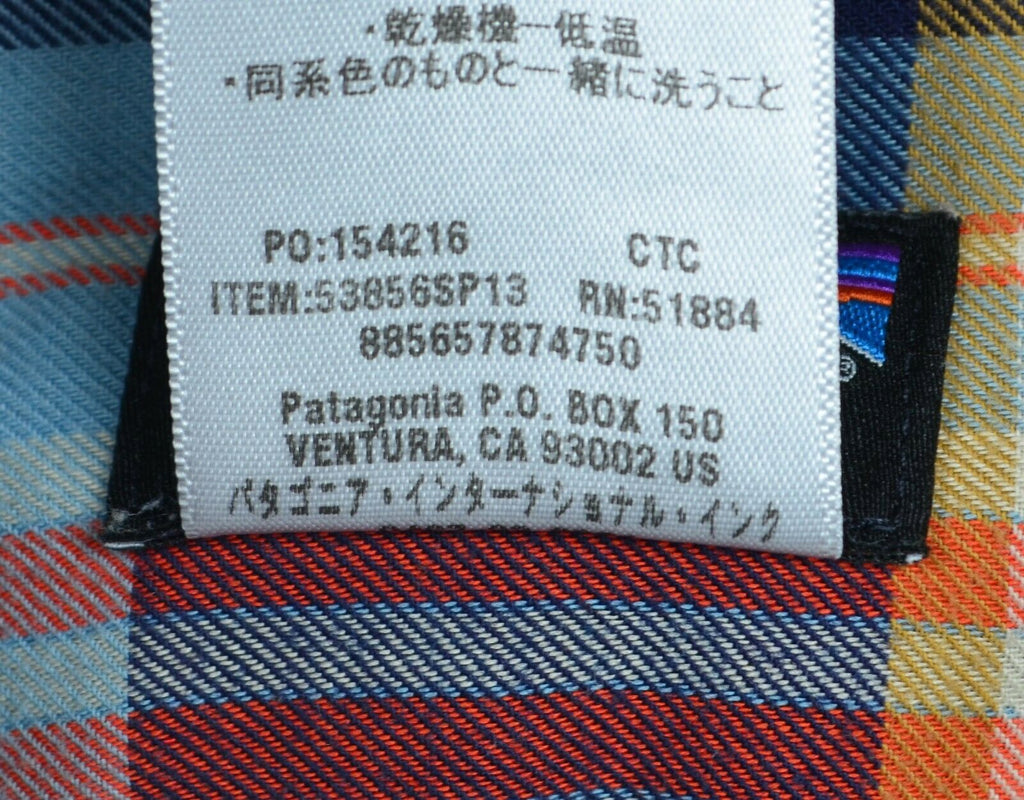 ・乾燥機ー低温
・同系色のものと一緒に洗うこと
PO:154216 CTC
ITEM:53856SP13 RN:51884
885657874750
Patagonia P.O. BOX 150
VENTURA, CA 93002 US
パタゴニア・インターナショナル・インク
®